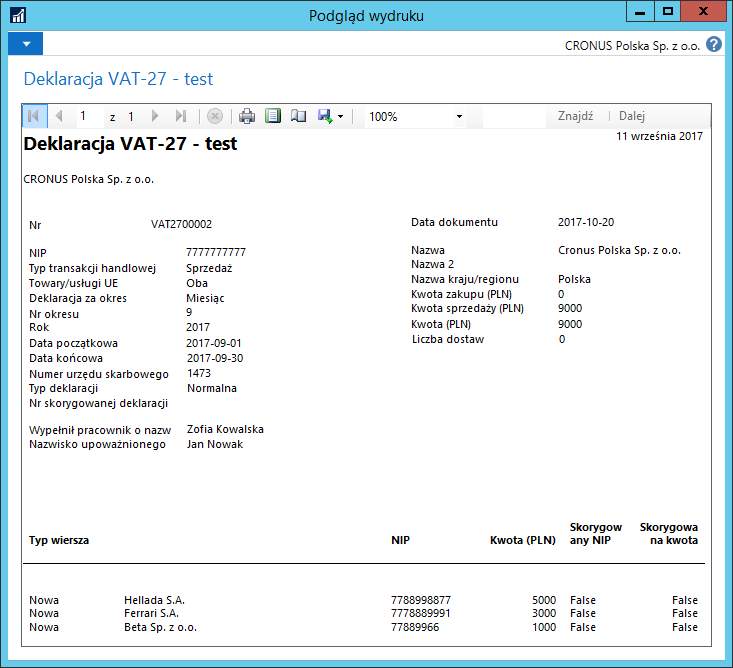 Podgląd wydruku
CRONUS Polska Sp. z o.o.
Deklaracja VAT-27 - test
1 z 1 100% Znajdź Dalej
Deklaracja VAT-27 - test
11 września 2017
CRONUS Polska Sp. z o.o.
Nr VAT2700002
Data dokumentu 2017-10-20
NIP 7777777777
Nazwa Cronus Polska Sp. z o.o.
Typ transakcji handlowej Sprzedaż
Nazwa 2
Towary/usługi UE Oba
Nazwa kraju/regionu Polska
Deklaracja za okres Miesiąc
Kwota zakupu (PLN) 0
Nr okresu 9
Kwota sprzedaży (PLN) 9000
Rok 2017
Kwota (PLN) 9000
Data początkowa 2017-09-01
Liczba dostaw 0
Data końcowa 2017-09-30
Numer urzędu skarbowego 1473
Typ deklaracji Normalna
Nr skorygowanej deklaracji
Wypełnił pracownik o nazw Zofia Kowalska
Nazwisko upoważnionego Jan Nowak
Skorygow Skorygowa
Typ wiersza NIP Kwota (PLN) any NIP na kwota
Nowa Hellada S.A. 7788998877 5000 False False
Nowa Ferrari S.A. 7778889991 3000 False False
Nowa Beta Sp. z o.o. 77889966 1000 False False